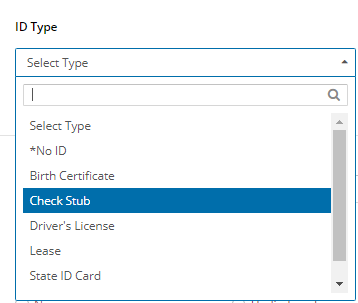 ID Type
Select Type
Select Type
*No ID
Birth Certificate
Check Stub
Driver's License
Lease
State ID Card